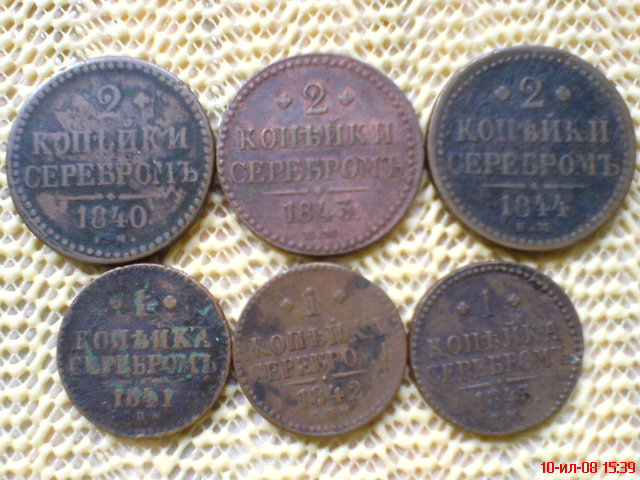 2
КОПѢЙКИ
СЕРЕБРОМЪ
1840
2
КОПѢЙКИ
СЕРЕБРОМЪ
1843
2
КОПѢЙКИ
СЕРЕБРОМЪ
1844
1
КОПѢЙКА
СЕРЕБРОМЪ
1841
1
КОПѢЙКА
СЕРЕБРО
1842
1
КОПѢЙКА
СЕРЕБРОМЪ
1843
10-ил-08 15:39